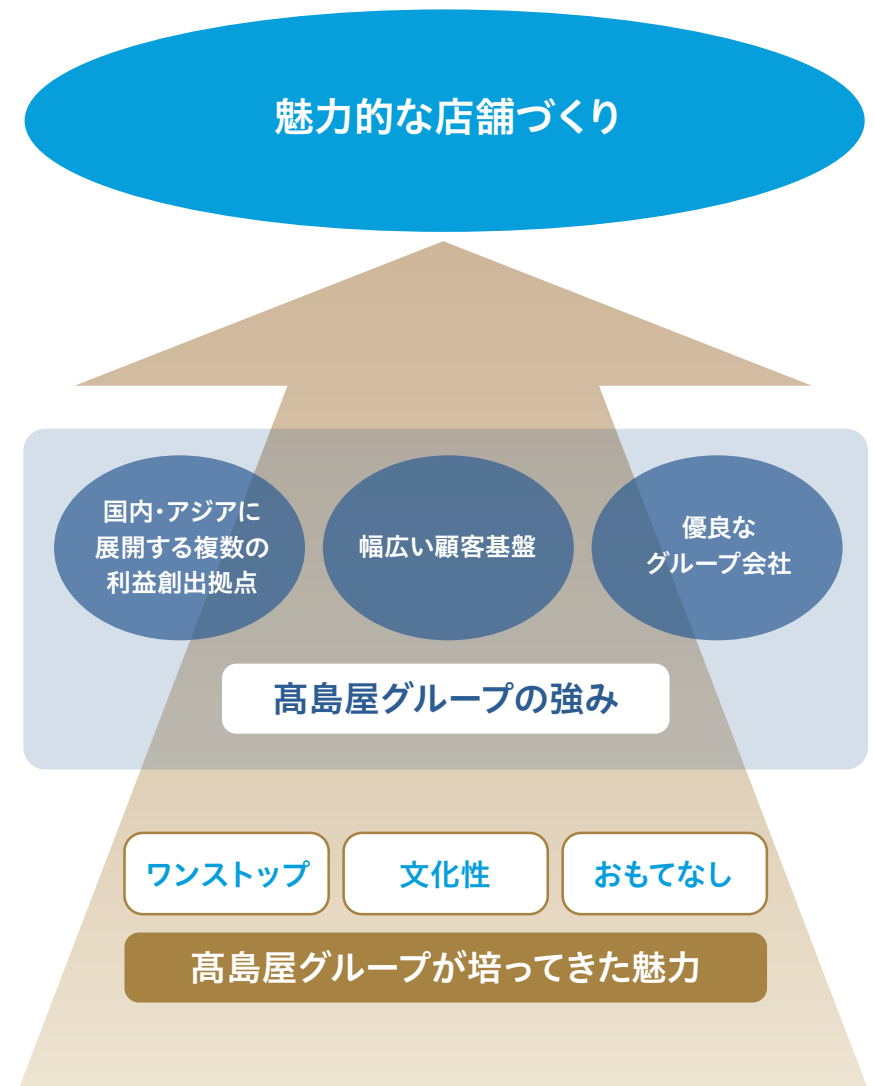 魅力的な店舗づくり
国内・アジアに
展開する複数の
利益創出拠点
幅広い顧客基盤
優良な
グループ会社
髙島屋グループの強み
ワンストップ
文化性
おもてなし
髙島屋グループが培ってきた魅力